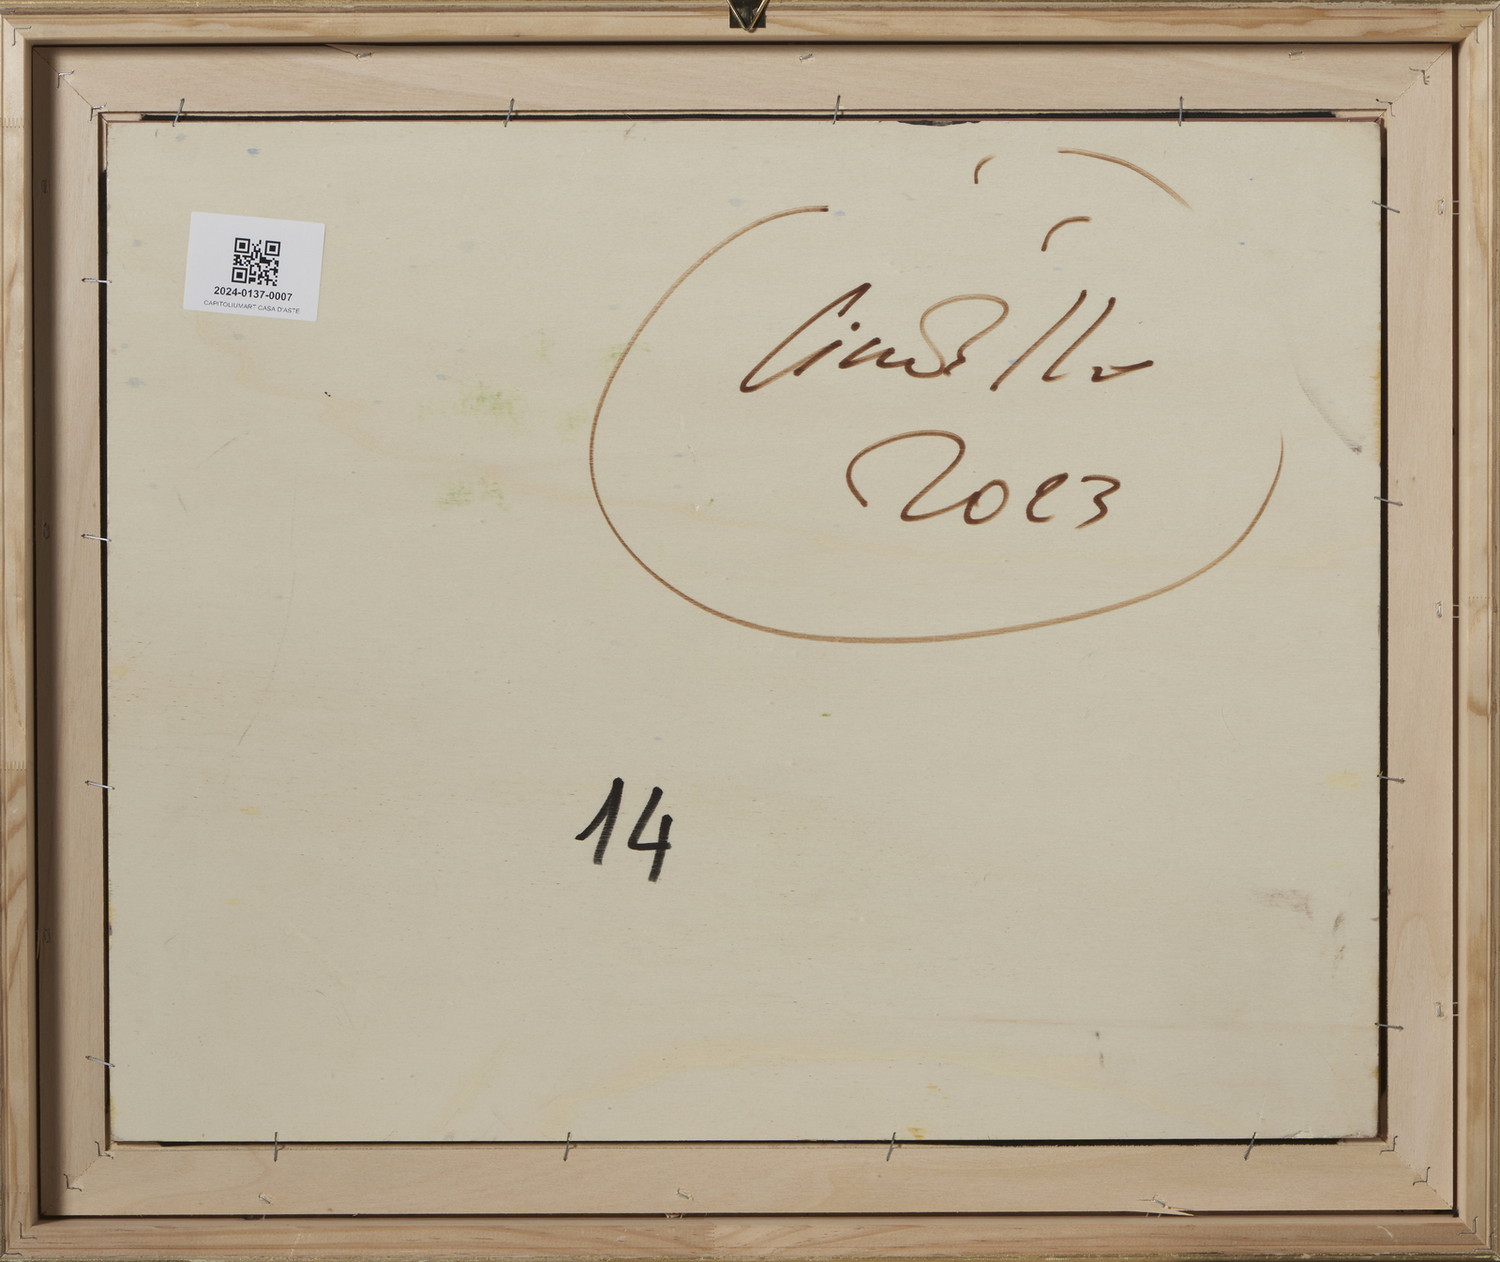 2024-0137-0007
CAPITOLIUMART CASA D'ASTE
2023
14